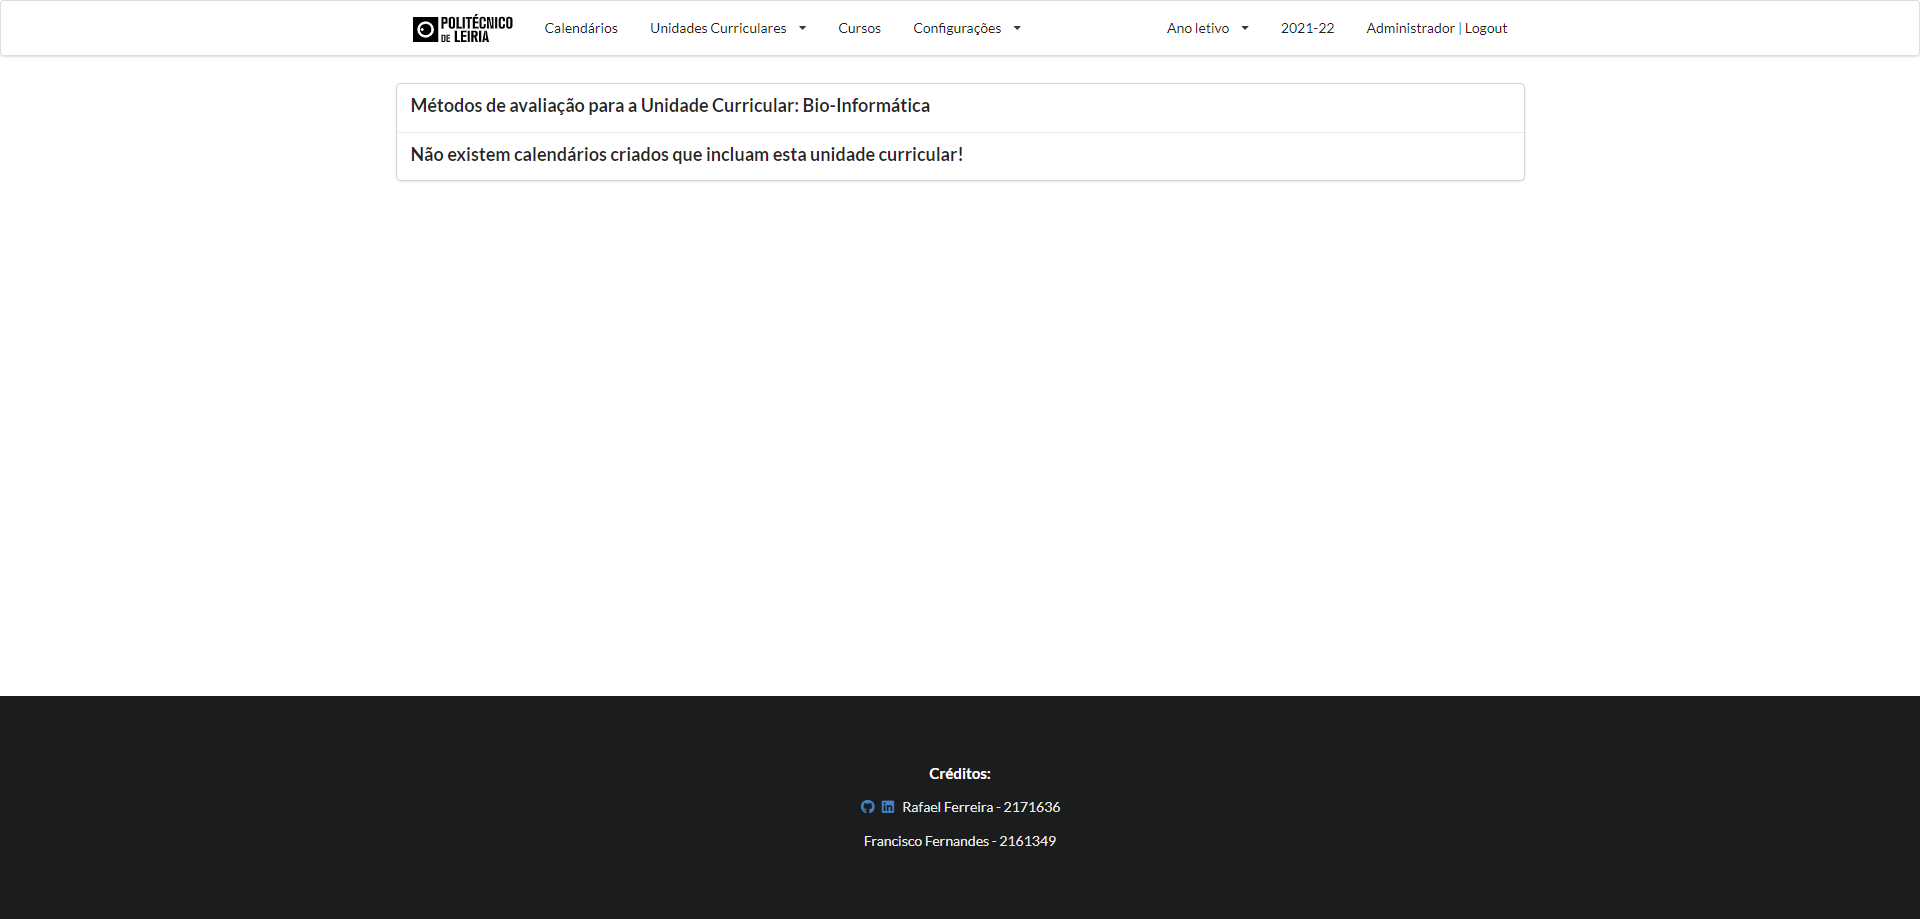 POLITÉCNICO
DE LEIRIA
Calendários
Unidades Curriculares
Cursos
Configurações
Ano letivo
2021-22
Administrador | Logout
Métodos de avaliação para a Unidade Curricular: Bio-Informática
Não existem calendários criados que incluam esta unidade curricular!
Créditos:
Rafael Ferreira - 2171636
Francisco Fernandes - 2161349